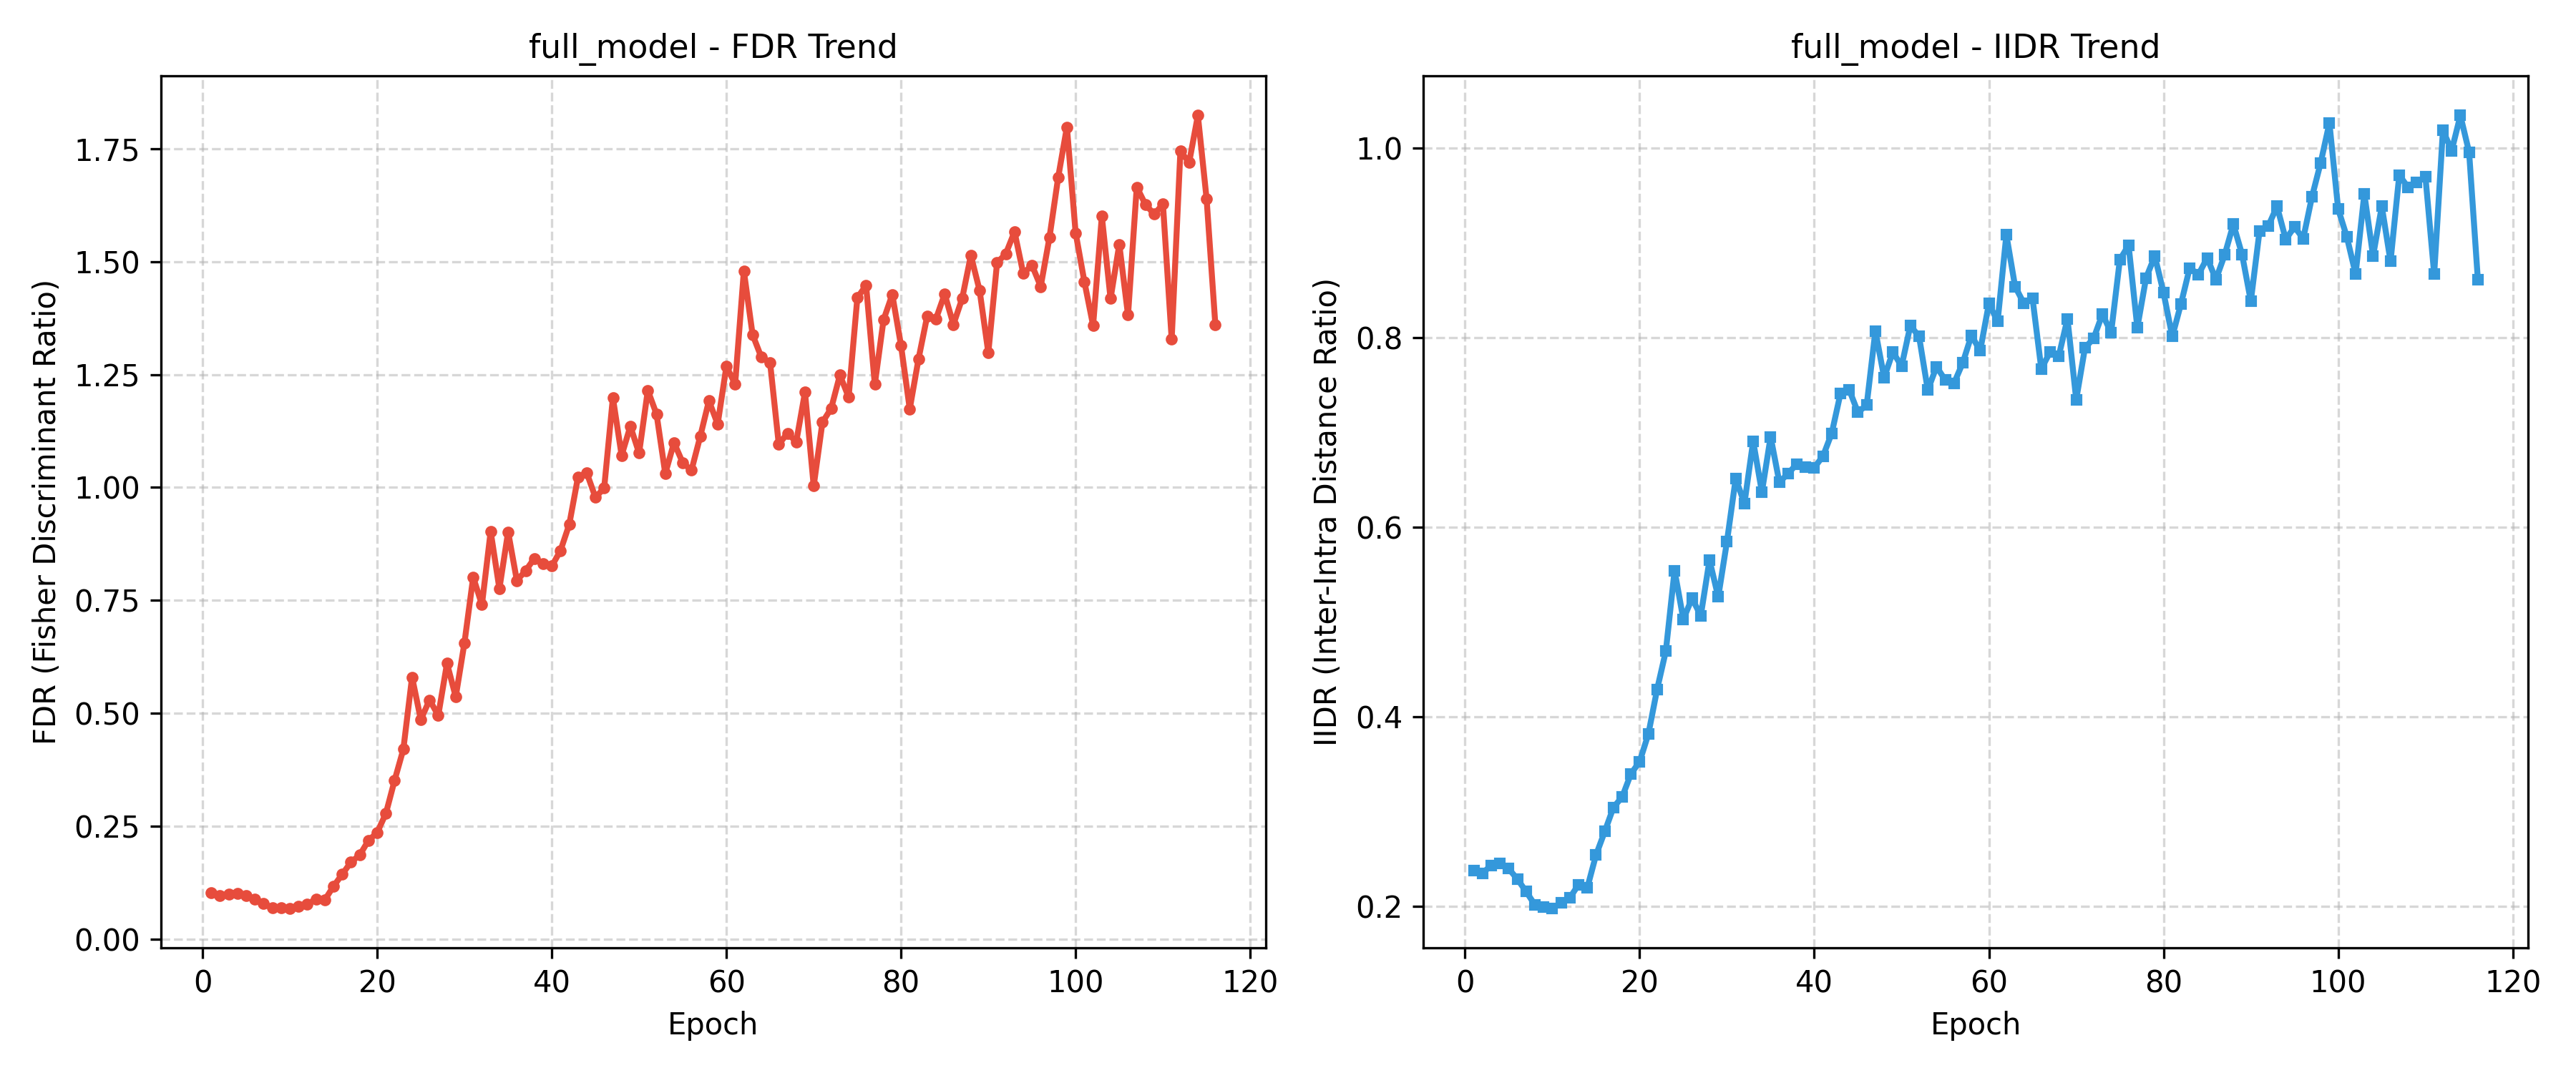 full_model - FDR Trend
FDR (Fisher Discriminant Ratio)
1.75
1.50
1.25
1.00
0.75
0.50
0.25
0.00
0 20 40 60 80 100 120
Epoch
full_model - IIDR Trend
IIDR (Inter-Intra Distance Ratio)
1.0
0.8
0.6
0.4
0.2
0 20 40 60 80 100 120
Epoch